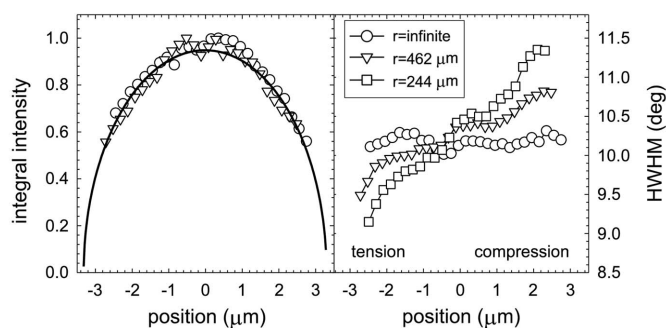 integral intensity
1.0
0.8
0.6
0.4
0.2
0.0
-3 -2 -1 0 1 2 3
position (μm)
r=infinite
r=462 μm
r=244 μm
tension
compression
-3 -2 -1 0 1 2 3
position (μm)
11.5
11.0
10.5
10.0
9.5
9.0
8.5
HWHM (deg)